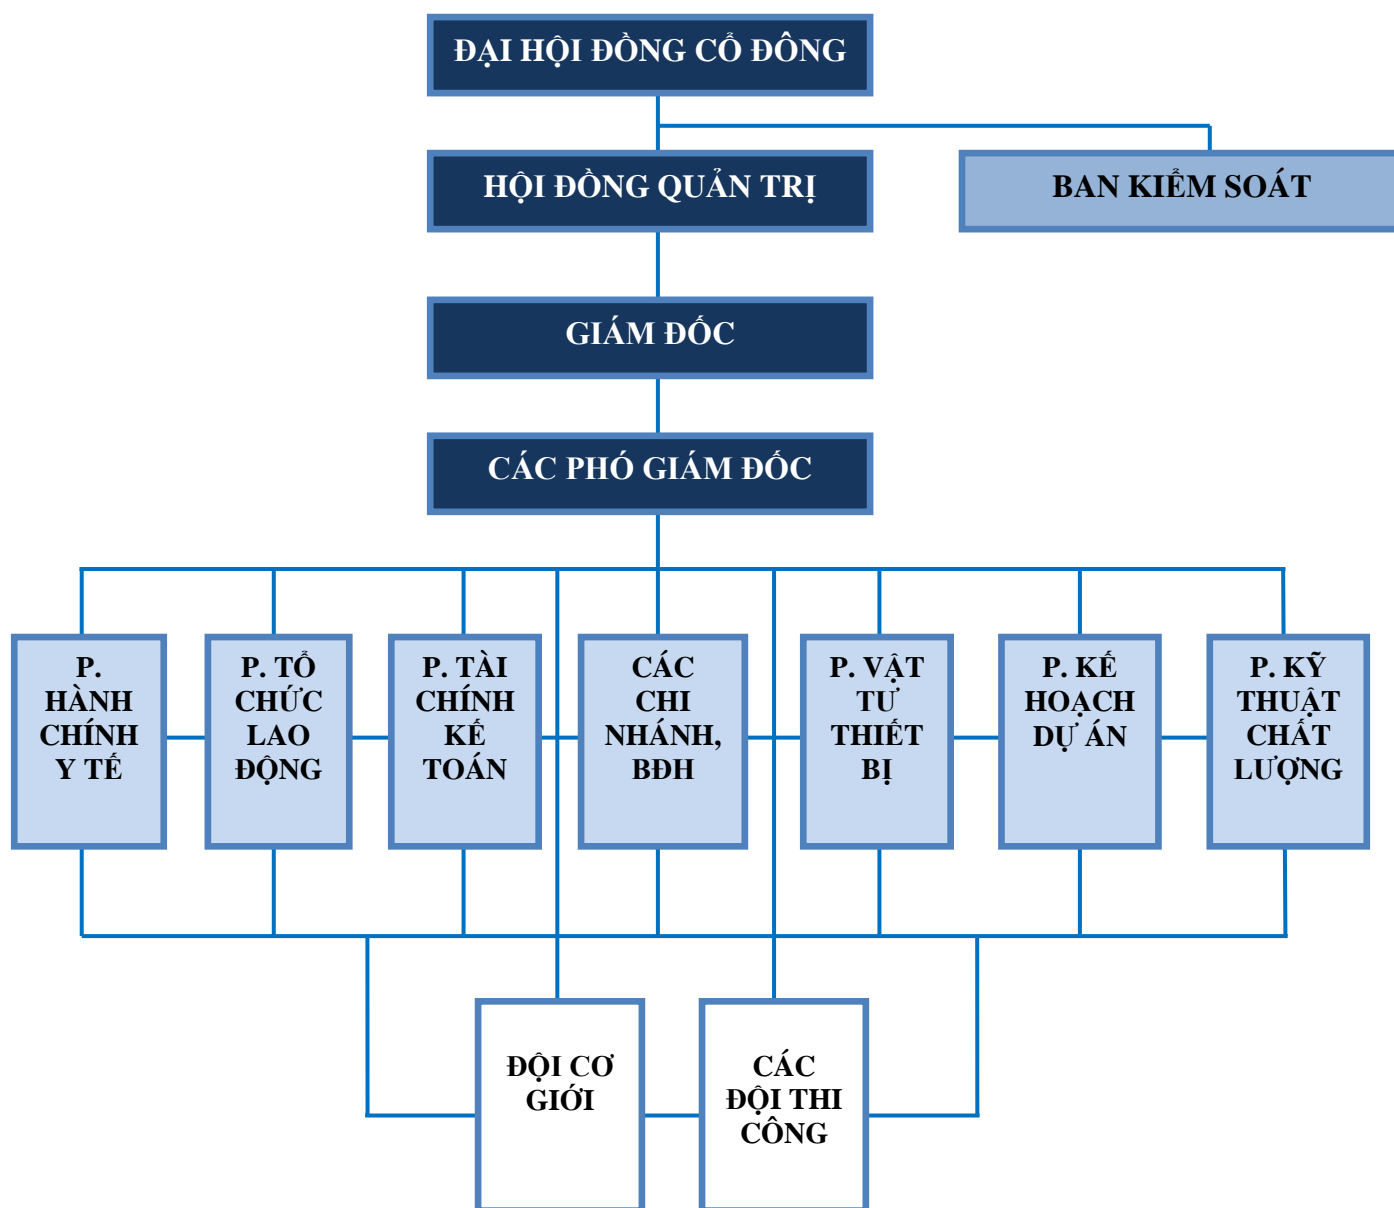 ĐẠI HỘI ĐỒNG CỔ ĐÔNG
HỘI ĐỒNG QUẢN TRỊ
BAN KIỂM SOÁT
GIÁM ĐỐC
CÁC PHÓ GIÁM ĐỐC
P.
HÀNH
CHÍNH
Y TẾ
P. TỔ
CHỨC
LAO
ĐỘNG
P. TÀI
CHÍNH
KẾ
TOÁN
CÁC
CHI
NHÁNH,
BĐH
P. VẬT
TƯ
THIẾT
BỊ
P. KẾ
HOẠCH
DỰ ÁN
P. KỸ
THUẬT
CHẤT
LƯỢNG
ĐỘI CƠ
GIỚI
CÁC
ĐỘI THI
CÔNG